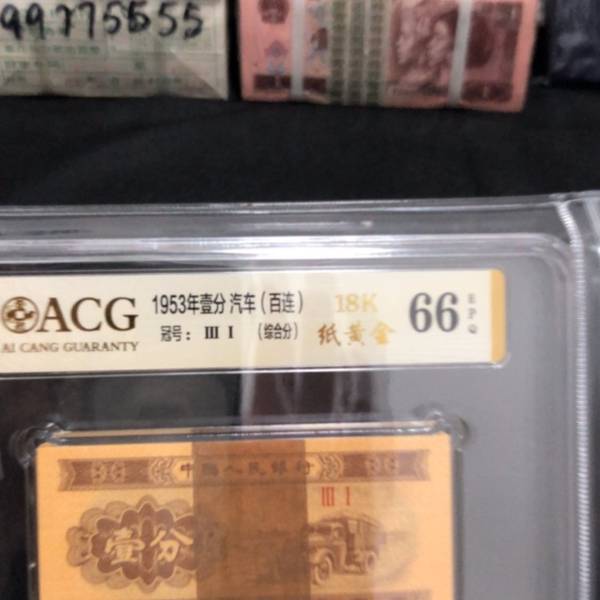 99775555
ACG
AI CANG GUARANTY
1953年壹分 汽车（百连）
冠号：Ⅲ Ⅰ （综合分）
18K
纸黄金
66
EPQ
中国人民银行
Ⅲ Ⅰ
壹分